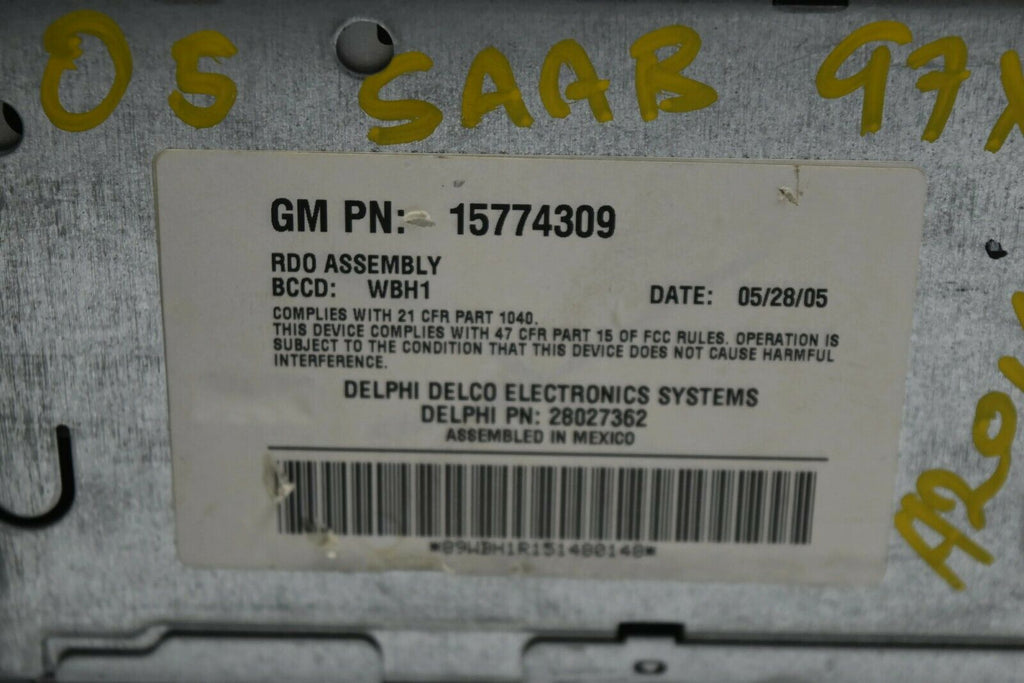 05 SAAB 97X
GM PN: 15774309
RDO ASSEMBLY
BCCD: WBH1 DATE: 05/28/05
COMPLIES WITH 21 CFR PART 1040.
THIS DEVICE COMPLIES WITH 47 CFR PART 15 OF FCC RULES. OPERATION IS
SUBJECT TO THE CONDITION THAT THIS DEVICE DOES NOT CAUSE HARMFUL
INTERFERENCE.
DELPHI DELCO ELECTRONICS SYSTEMS
DELPHI PN: 28027362
ASSEMBLED IN MEXICO
*89WBH1R151480148*